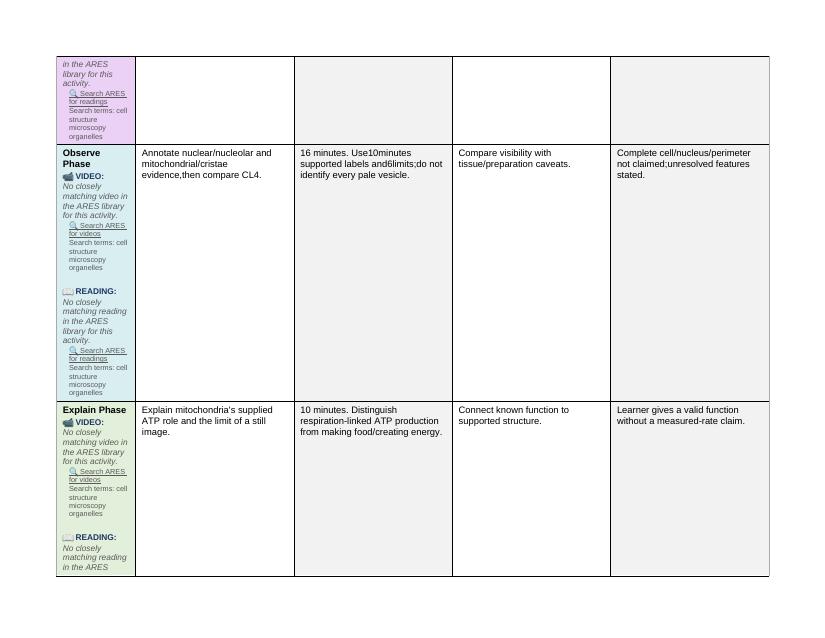 in the ARES
library for this
activity.
🔍 Search ARES
for readings
Search terms: cell
structure
microscopy
organelles
Observe
Phase
📹 VIDEO:
No closely
matching video in
the ARES library
for this activity.
🔍 Search ARES
for videos
Search terms: cell
structure
microscopy
organelles
📖 READING:
No closely
matching reading
in the ARES
library for this
activity.
🔍 Search ARES
for readings
Search terms: cell
structure
microscopy
organelles
Annotate nuclear/nucleolar and
mitochondrial/cristae
evidence,then compare CL4.
16 minutes. Use10minutes
supported labels and6limits;do not
identify every pale vesicle.
Compare visibility with
tissue/preparation caveats.
Complete cell/nucleus/perimeter
not claimed;unresolved features
stated.
Explain Phase
📹 VIDEO:
No closely
matching video in
the ARES library
for this activity.
🔍 Search ARES
for videos
Search terms: cell
structure
microscopy
organelles
📖 READING:
No closely
matching reading
in the ARES
Explain mitochondria's supplied
ATP role and the limit of a still
image.
10 minutes. Distinguish
respiration-linked ATP production
from making food/creating energy.
Connect known function to
supported structure.
Learner gives a valid function
without a measured-rate claim.